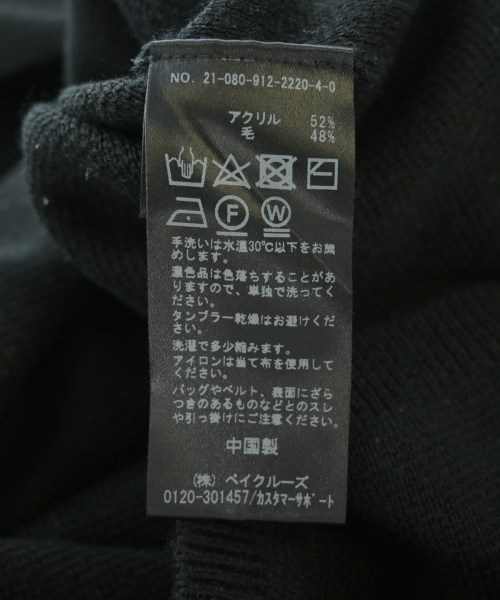 NO. 21-080-912-2220-4-0
アクリル 52%
毛 48%
F W
手洗いは水温30℃以下をお薦
めします。
濃色品は色落ちすることがあ
りますので、単独で洗ってく
ださい。
タンブラー乾燥はお避けくだ
さい。
洗濯で多少縮みます。
アイロンは当て布を使用して
ください。
バッグやベルト、表面にざら
つきのあるものなどとのスレ
や引っ掛けにご注意ください。
中国製
(株) ベイクルーズ
0120-301457/カスタマーサポート